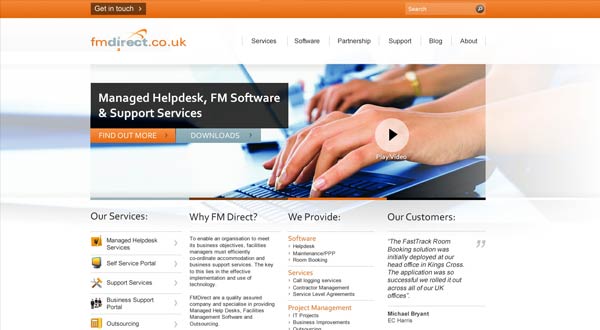 Get in touch
Search
fmdirect.co.uk
Services
Software
Partnership
Support
Blog
About
Managed Helpdesk, FM Software
& Support Services
FIND OUT MORE
DOWNLOADS
Play Video
Our Services:
Managed Helpdesk
Services
Self Service Portal
Support Services
Business Support
Portal
Outsourcing
Why FM Direct?
To enable an organisation to meet
its business objectives, facilities
managers must efficiently
co-ordinate accommodation and
business support services. The key
to this lies in the effective
implementation and use of
technology.
FMDirect are a quality assured
company and specialise in providing
Managed Help Desks, Facilities
Management Software and
Outsourcing.
We Provide:
Software
Helpdesk
Maintenance/PPP
Room Booking
Services
Call logging services
Contractor Management
Service Level Agreements
Project Management
IT Projects
Business Improvements
Outsourcing
Our Customers:
"The FastTrack Room
Booking solution was
initially deployed at our
head office in Kings Cross.
The application was so
successful we rolled it out
across all of our UK
offices".
Michael Bryant
EC Harris